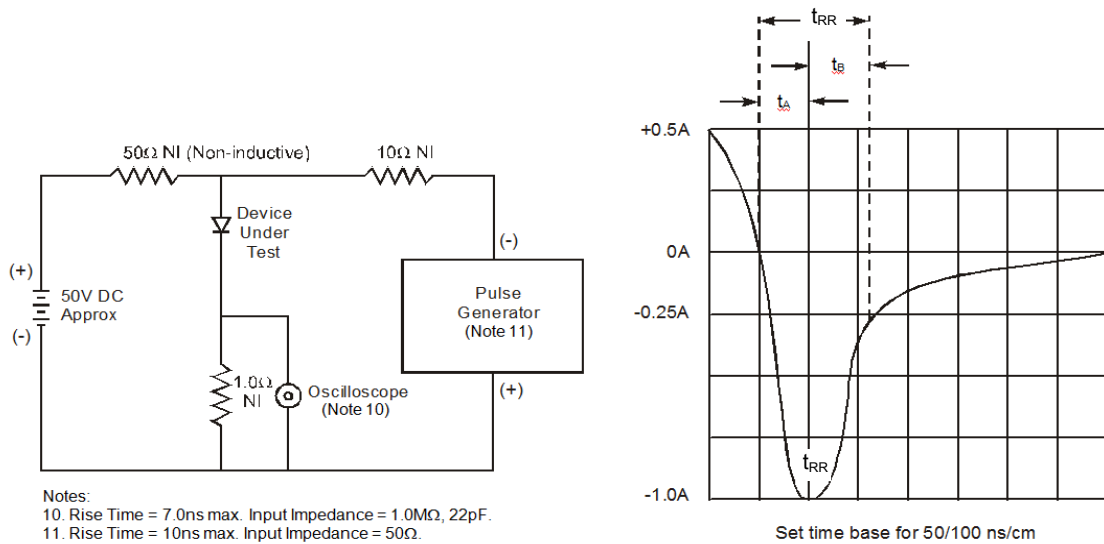 50Ω NI (Non-inductive)
10Ω NI
Device
Under
Test
(-)
(+)
50V DC
Approx
(-)
Pulse
Generator
(Note 11)
1.0Ω
NI
Oscilloscope
(Note 10)
(+)
Notes:
10. Rise Time = 7.0ns max. Input Impedance = 1.0MΩ, 22pF.
11. Rise Time = 10ns max. Input Impedance = 50Ω.
tRR
tB
tA
+0.5A
0A
-0.25A
tRR
-1.0A
Set time base for 50/100 ns/cm